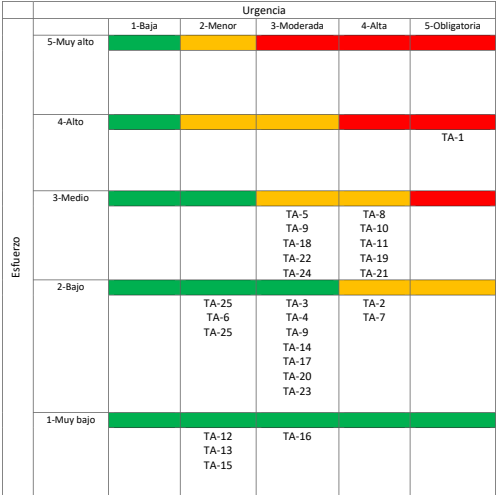 Urgencia
1-Baja 2-Menor 3-Moderada 4-Alta 5-Obligatoria
Esfuerzo
5-Muy alto
4-Alto
TA-1
3-Medio
TA-5 TA-8
TA-9 TA-10
TA-18 TA-11
TA-22 TA-19
TA-24 TA-21
2-Bajo
TA-25 TA-3 TA-2
TA-6 TA-4 TA-7
TA-25 TA-9
TA-14
TA-17
TA-20
TA-23
1-Muy bajo
TA-12 TA-16
TA-13
TA-15